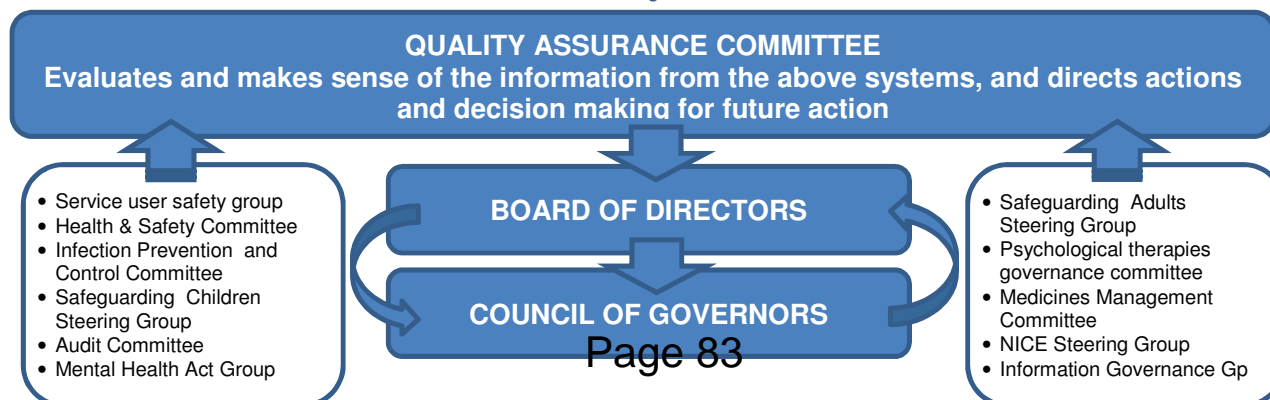 QUALITY ASSURANCE COMMITTEE
Evaluates and makes sense of the information from the above systems, and directs actions
and decision making for future action
• Service user safety group
• Health & Safety Committee
• Infection Prevention and
Control Committee
• Safeguarding Children
Steering Group
• Audit Committee
• Mental Health Act Group
BOARD OF DIRECTORS
COUNCIL OF GOVERNORS
Page 83
• Safeguarding Adults
Steering Group
• Psychological therapies
governance committee
• Medicines Management
Committee
• NICE Steering Group
• Information Governance Gp